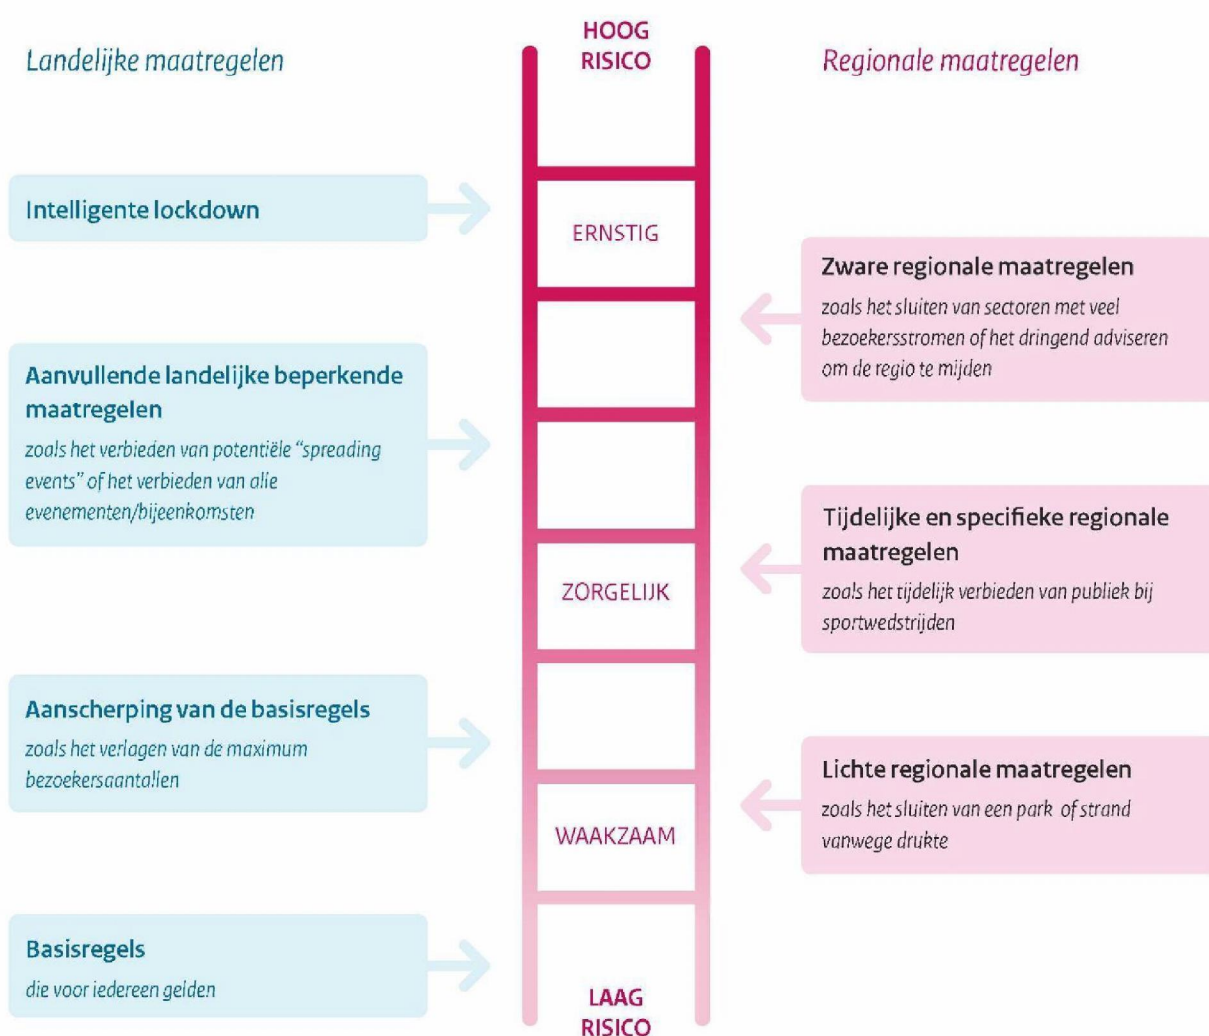 Landelijke maatregelen
HOOG
RISICO
Regionale maatregelen
Intelligente lockdown
ERNSTIG
Zware regionale maatregelen
zoals het sluiten van sectoren met veel
bezoekersstromen of het dringend adviseren
om de regio te mijden
Aanvullende landelijke beperkende
maatregelen
zoals het verbieden van potentiële “spreading
events” of het verbieden van alle
evenementen/bijeenkomsten
Tijdelijke en specifieke regionale
maatregelen
zoals het tijdelijk verbieden van publiek bij
sportwedstrijden
ZORGELIJK
Aanscherping van de basisregels
zoals het verlagen van de maximum
bezoekersaantallen
Lichte regionale maatregelen
zoals het sluiten van een park of strand
vanwege drukte
WAAKZAAM
Basisregels
die voor iedereen gelden
LAAG
RISICO